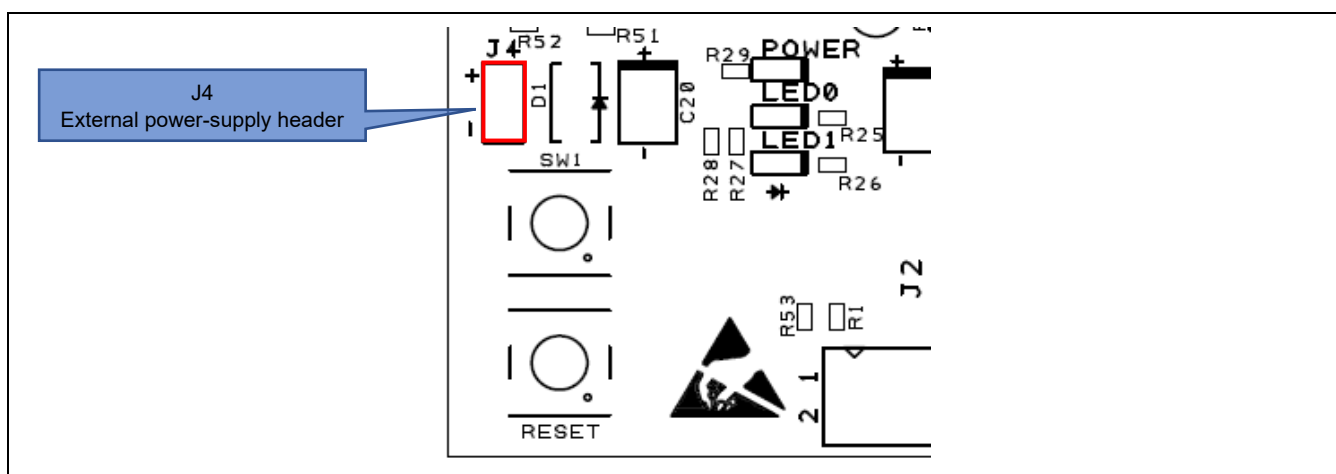 J4
External power-supply header
R52
R51
J4
+
-
D1
+
C20
-
R29
POWER
LED0
R25
LED1
R28
R27
R26
+
-
SW1
RESET
R53
R1
J2
1
2